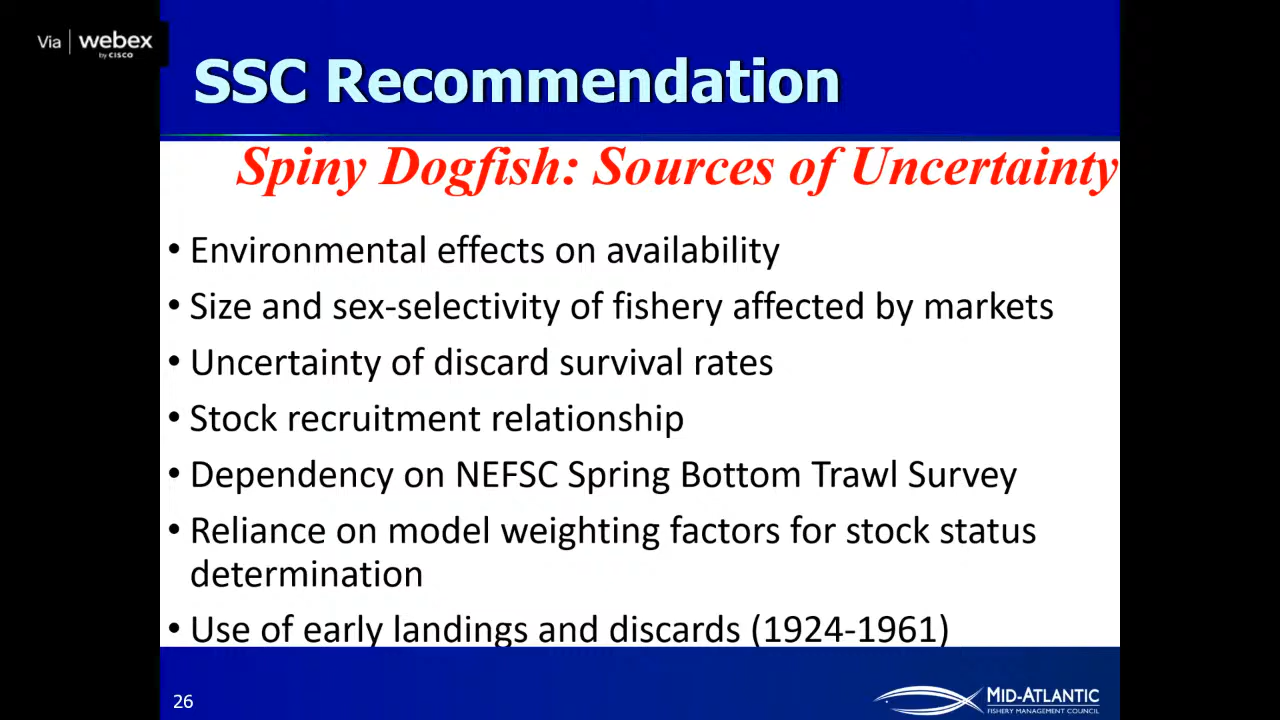 Via webex
by CISCO
SSC Recommendation
Spiny Dogfish: Sources of Uncertainty
• Environmental effects on availability
• Size and sex-selectivity of fishery affected by markets
• Uncertainty of discard survival rates
• Stock recruitment relationship
• Dependency on NEFSC Spring Bottom Trawl Survey
• Reliance on model weighting factors for stock status
determination
• Use of early landings and discards (1924-1961)
26
MID-ATLANTIC
FISHERY MANAGEMENT COUNCIL